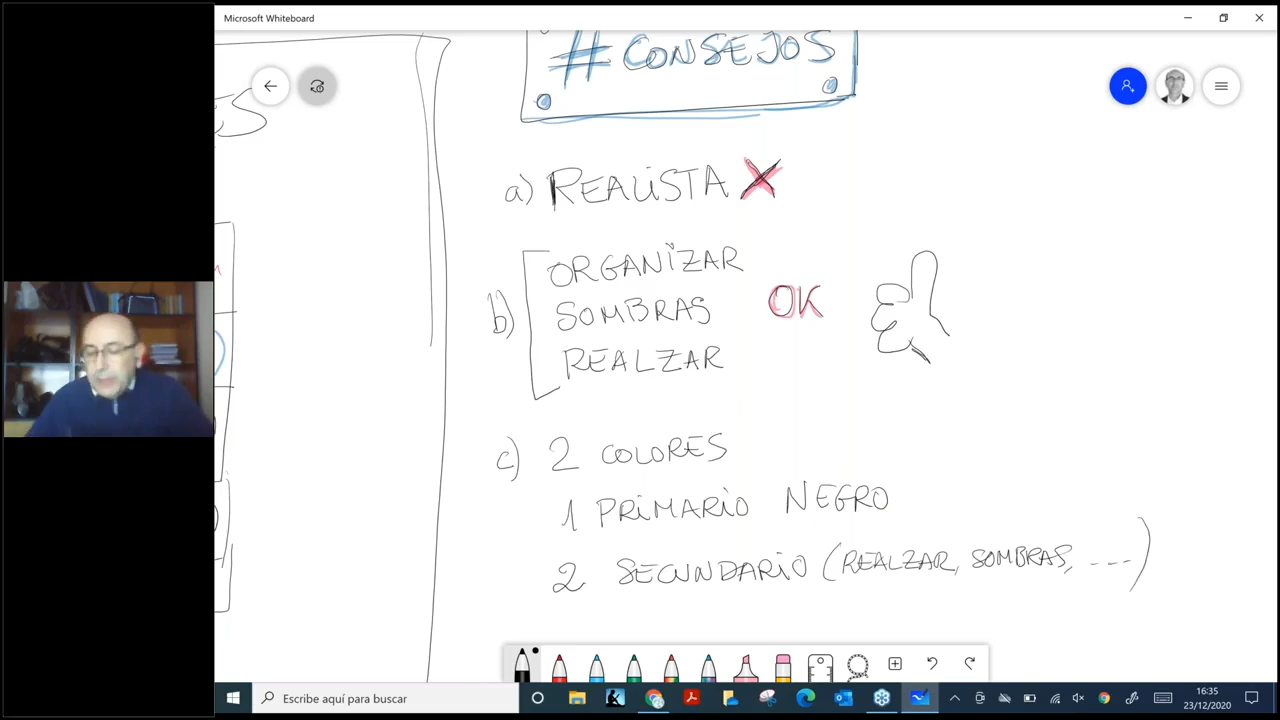 Microsoft Whiteboard
#CONSEJOS
a) REALISTA X
b) ORGANIZAR
SOMBRAS
REALZAR
OK
c) 2 COLORES
1 PRIMARIO NEGRO
2 SECUNDARIO (REALZAR, SOMBRAS, ----)
Escribe aquí para buscar
16:35
23/12/2020